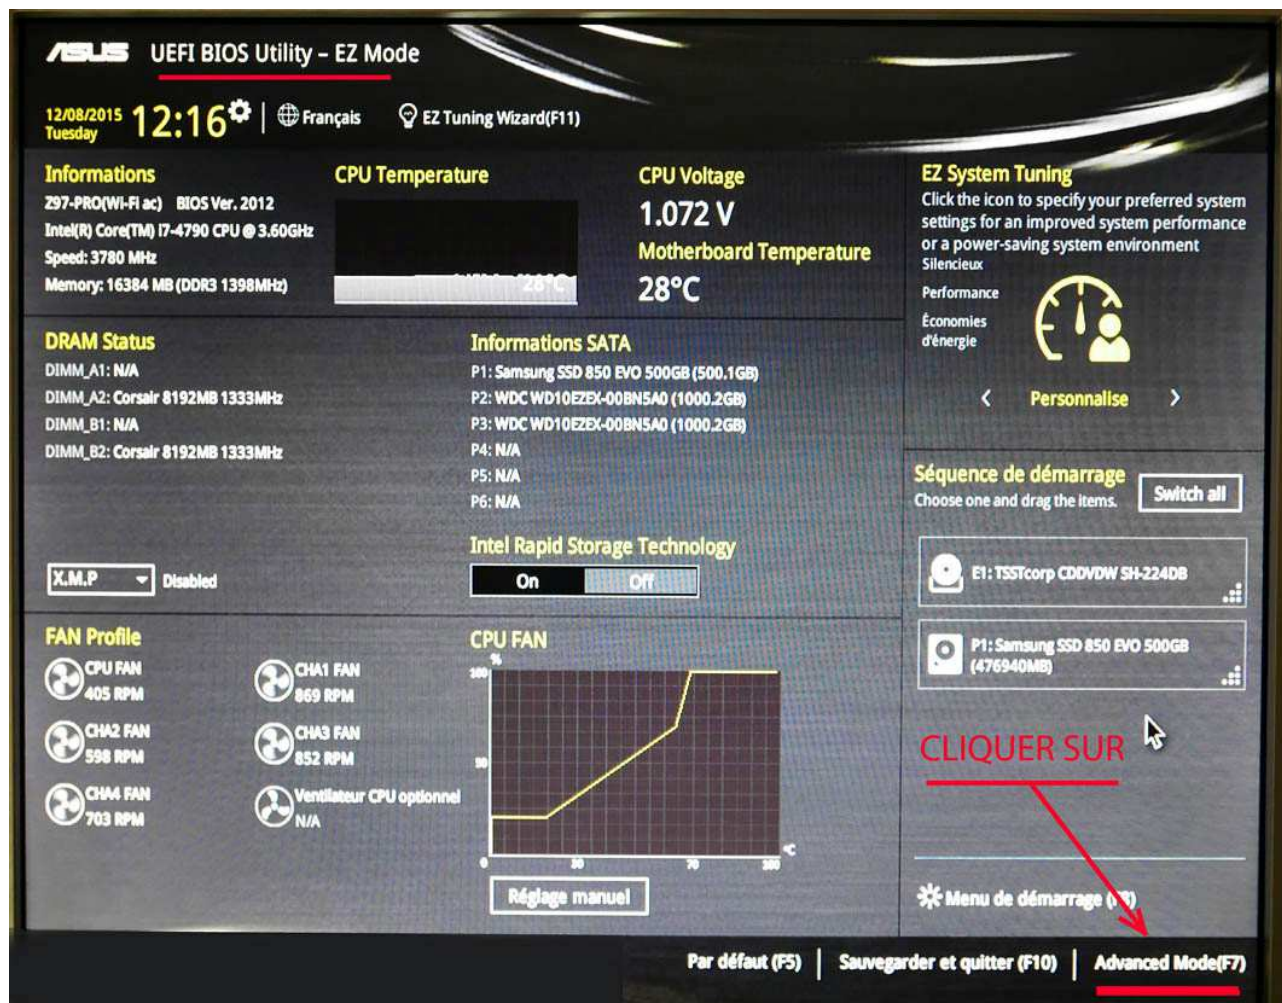 ASUS UEFI BIOS Utility – EZ Mode
12/08/2015
Tuesday
12:16
Français
EZ Tuning Wizard(F11)
Informations
Z97-PRO(Wi-Fi ac) BIOS Ver. 2012
Intel(R) Core(TM) i7-4790 CPU @ 3.60GHz
Speed: 3780 MHz
Memory: 16384 MB (DDR3 1398MHz)
CPU Temperature
28°C
CPU Voltage
1.072 V
Motherboard Temperature
28°C
EZ System Tuning
Click the icon to specify your preferred system
settings for an improved system performance
or a power-saving system environment
Silencieux
Performance
Économies
d'énergie
Personnalise
DRAM Status
DIMM_A1: N/A
DIMM_A2: Corsair 8192MB 1333MHz
DIMM_B1: N/A
DIMM_B2: Corsair 8192MB 1333MHz
X.M.P
Disabled
Informations SATA
P1: Samsung SSD 850 EVO 500GB (500.1GB)
P2: WDC WD10EZEX-00BN5A0 (1000.2GB)
P3: WDC WD10EZEX-00BN5A0 (1000.2GB)
P4: N/A
P5: N/A
P6: N/A
Intel Rapid Storage Technology
On Off
Séquence de démarrage
Choose one and drag the items.
Switch all
E1: TSSTcorp CDDVDW SH-224DB
P1: Samsung SSD 850 EVO 500GB
(476940MB)
FAN Profile
CPU FAN
405 RPM
CHA1 FAN
869 RPM
CHA2 FAN
598 RPM
CHA3 FAN
852 RPM
CHA4 FAN
703 RPM
Ventilateur CPU optionnel
N/A
CPU FAN
%
100
50
0 30 70 100
°C
Réglage manuel
CLIQUER SUR
Menu de démarrage (F8)
Par défaut (F5)
Sauvegarder et quitter (F10)
Advanced Mode(F7)